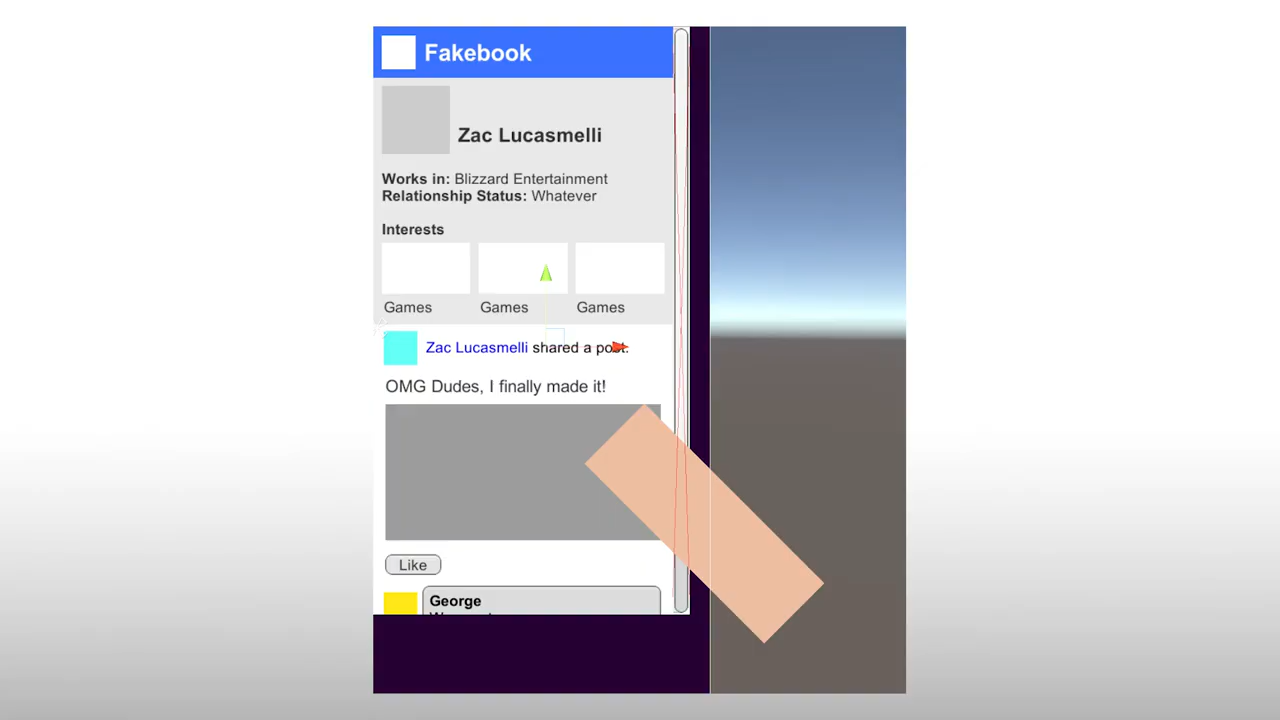 Fakebook
Zac Lucasmelli
Works in: Blizzard Entertainment
Relationship Status: Whatever
Interests
Games Games Games
Zac Lucasmelli shared a post.
OMG Dudes, I finally made it!
Like
George